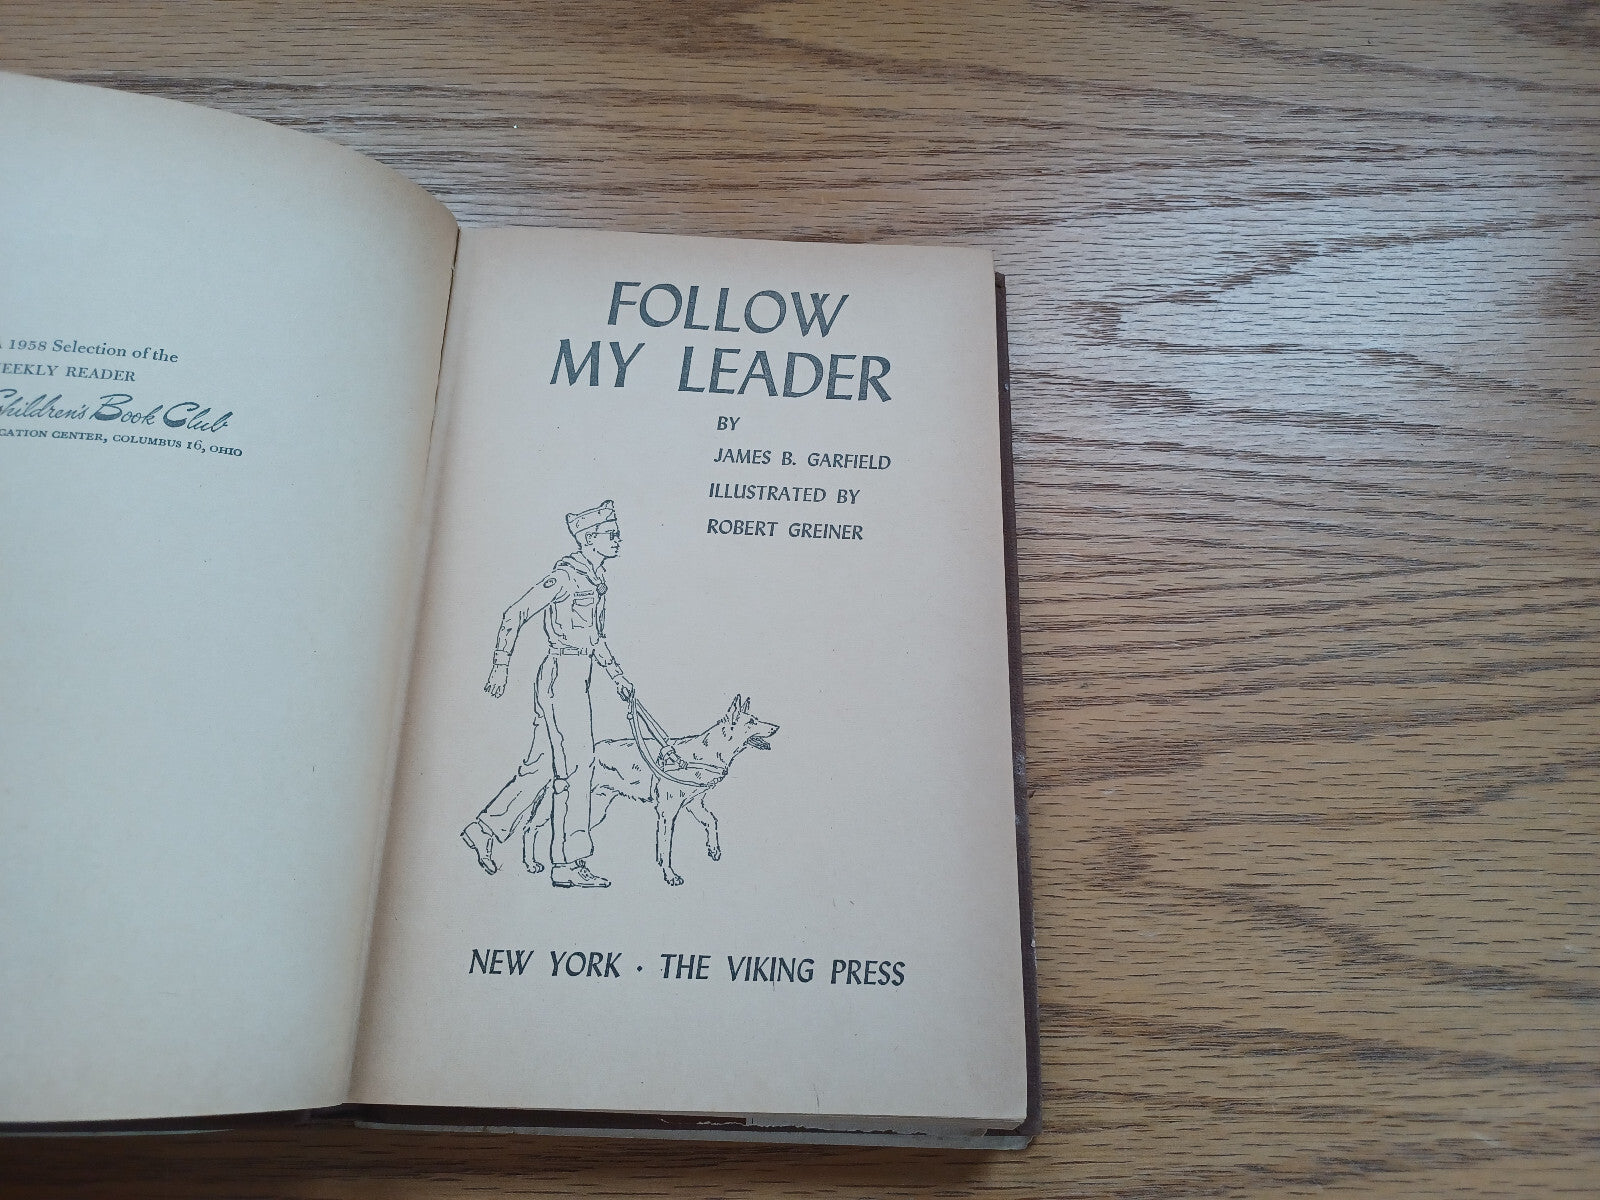 1958 Selection of the
WEEKLY READER
Children's Book Club
CATION CENTER, COLUMBUS 16, OHIO
FOLLOW
MY LEADER
BY
JAMES B. GARFIELD
ILLUSTRATED BY
ROBERT GREINER
NEW YORK · THE VIKING PRESS